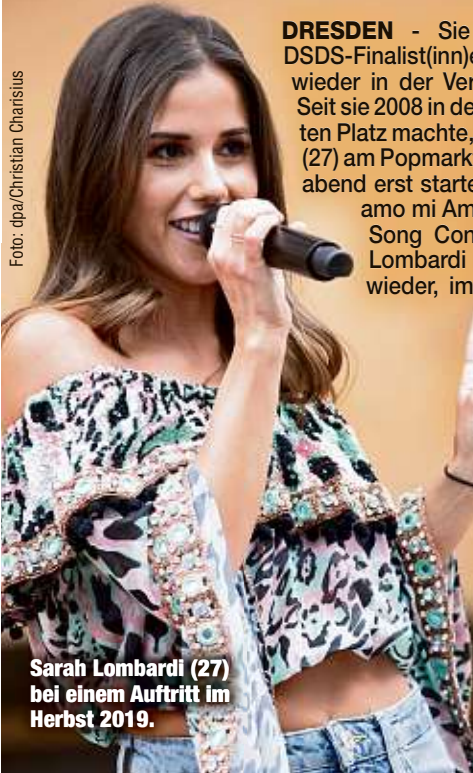 DRESDEN - Sie
DSDS-Finalist(inn)e
wieder in der Ver
Seit sie 2008 in de
ten Platz machte,
(27) am Popmark
abend erst starte
amo mi Am
Song Con
Lombardi
wieder, im
Foto: dpa/Christian Charisius
Sarah Lombardi (27)
bei einem Auftritt im
Herbst 2019.